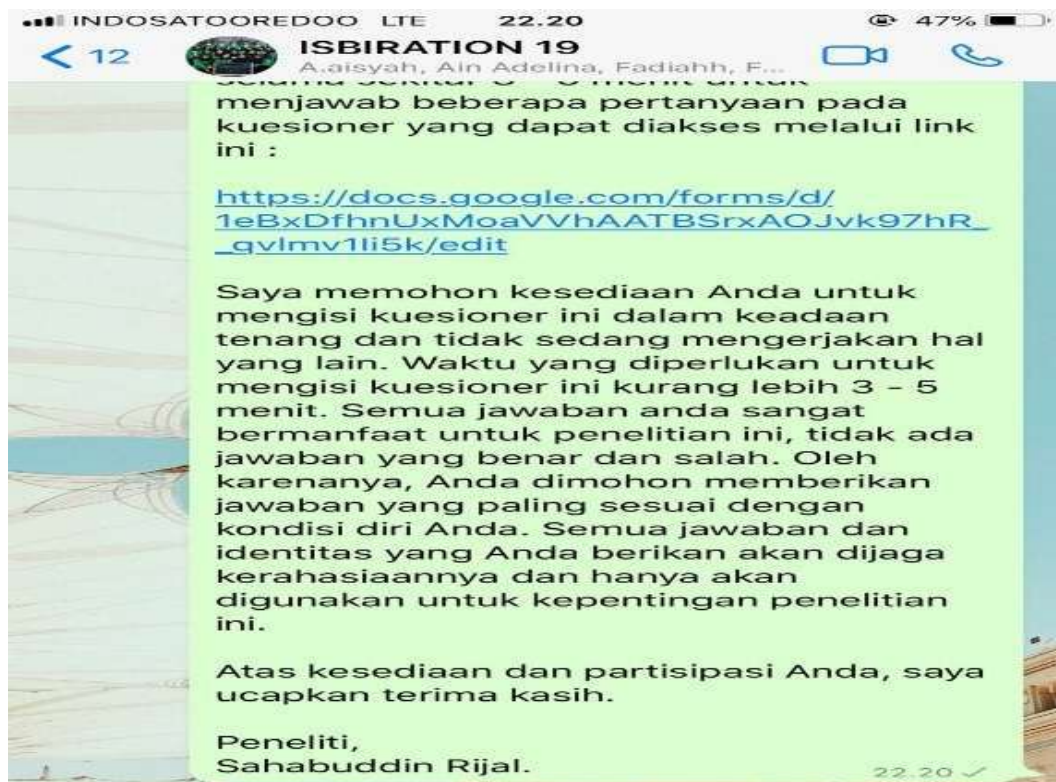 INDOSATOOREDOO LTE 22.20 47%
12 ISBIRATION 19
A.aisyah, Ain Adelina, Fadiahh, F...
menjawab beberapa pertanyaan pada
kuesioner yang dapat diakses melalui link
ini :
https://docs.google.com/forms/d/
1eBxDfhnUxMoaVVhAATBSrxAOJvk97hR_
_qvlmv1li5k/edit
Saya memohon kesediaan Anda untuk
mengisi kuesioner ini dalam keadaan
tenang dan tidak sedang mengerjakan hal
yang lain. Waktu yang diperlukan untuk
mengisi kuesioner ini kurang lebih 3 – 5
menit. Semua jawaban anda sangat
bermanfaat untuk penelitian ini, tidak ada
jawaban yang benar dan salah. Oleh
karenanya, Anda dimohon memberikan
jawaban yang paling sesuai dengan
kondisi diri Anda. Semua jawaban dan
identitas yang Anda berikan akan dijaga
kerahasiaannya dan hanya akan
digunakan untuk kepentingan penelitian
ini.
Atas kesediaan dan partisipasi Anda, saya
ucapkan terima kasih.
Peneliti,
Sahabuddin Rijal.
22.20